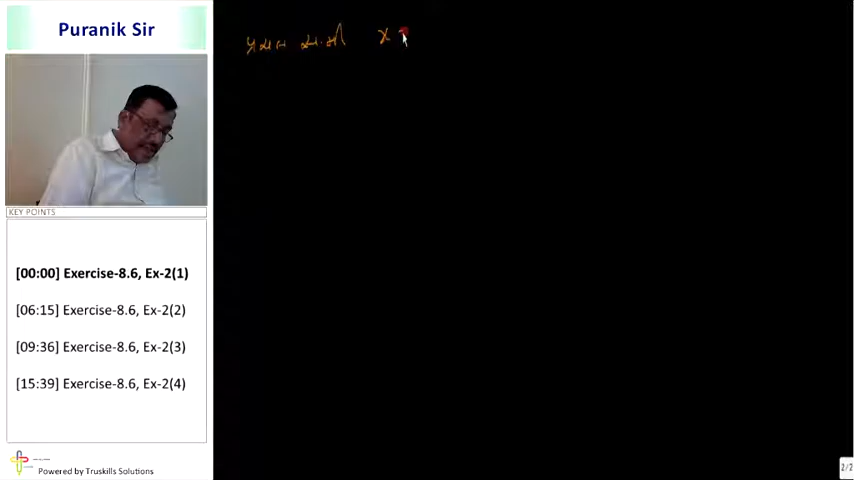 Puranik Sir
x
KEY POINTS
[00:00] Exercise-8.6, Ex-2(1)
[06:15] Exercise-8.6, Ex-2(2)
[09:36] Exercise-8.6, Ex-2(3)
[15:39] Exercise-8.6, Ex-2(4)
Powered by Truskills Solutions
2/2